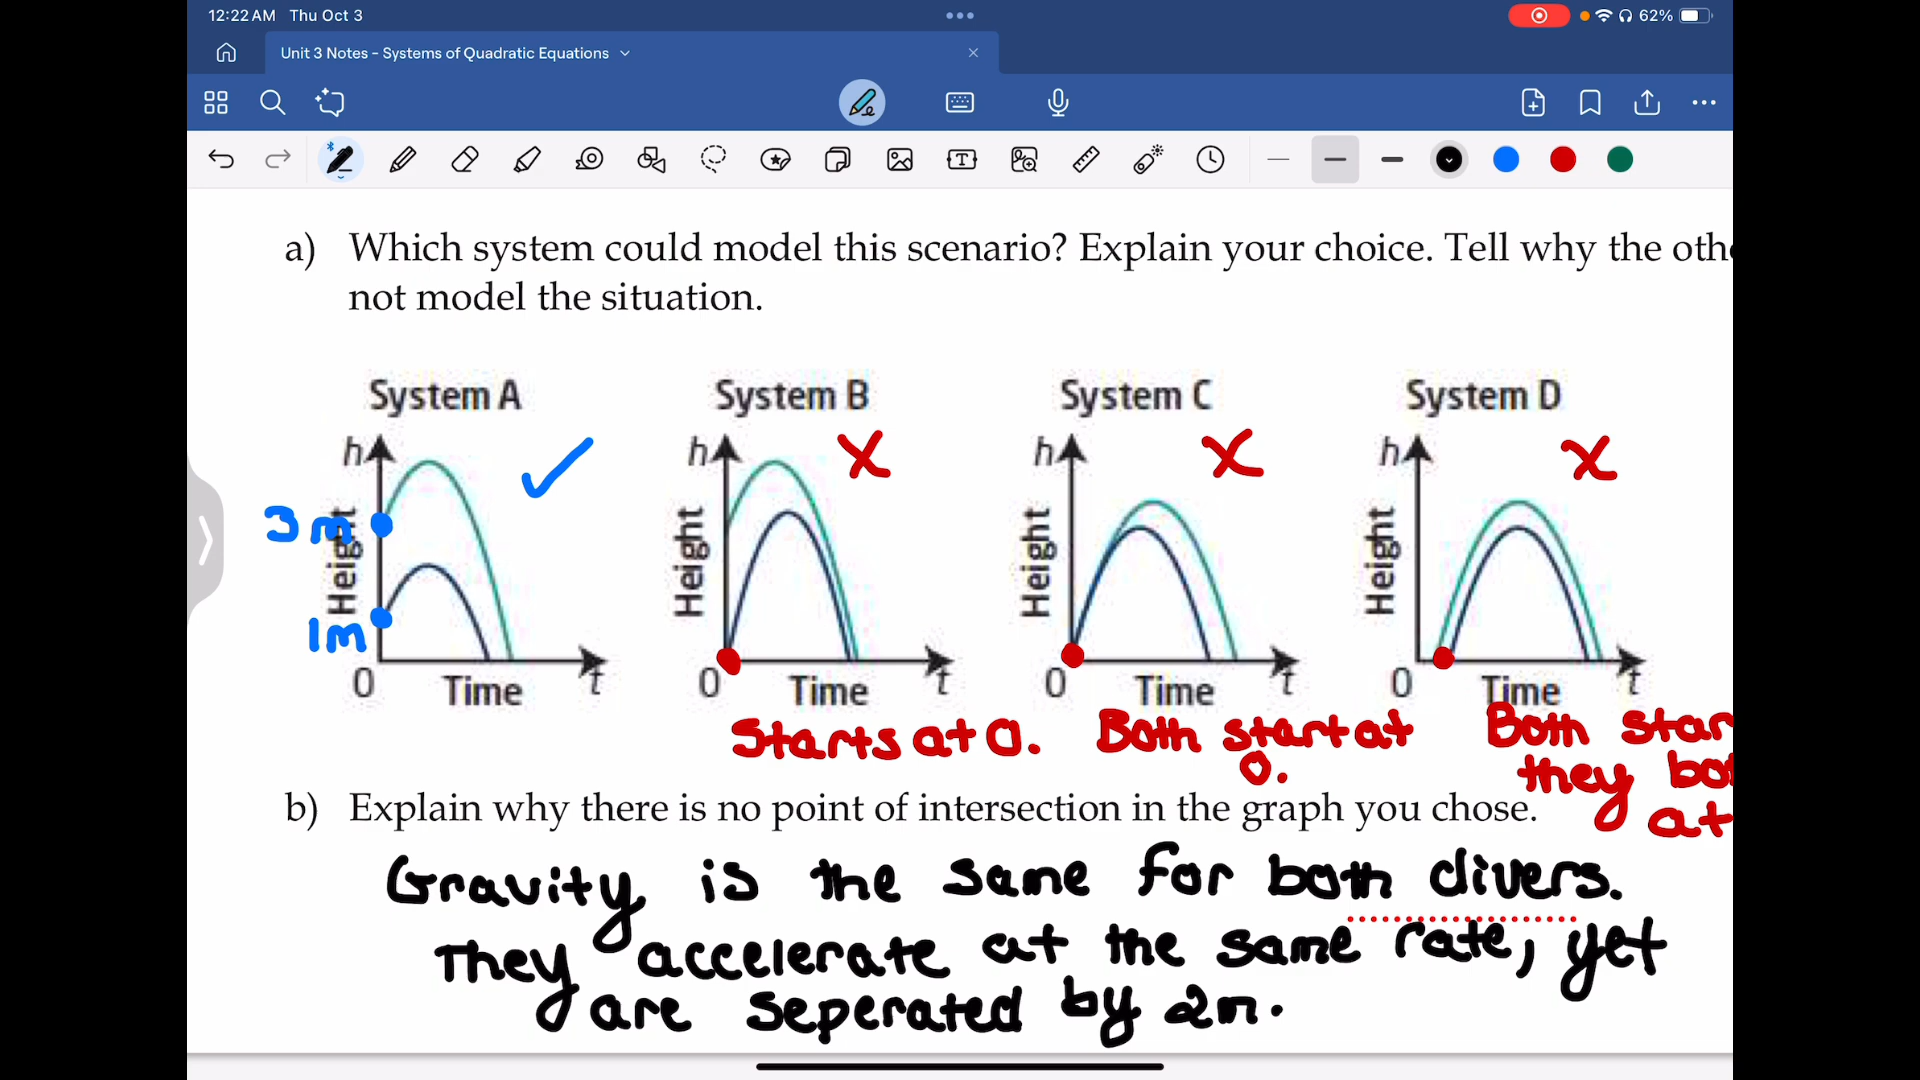 12:22 AM Thu Oct 3
62%
Unit 3 Notes - Systems of Quadratic Equations
a) Which system could model this scenario? Explain your choice. Tell why the oth
not model the situation.
System A
System B
System C
System D
h
h
h
h
3m
1m
Height
Height
Height
Height
0 Time t
0 Time t
0 Time t
0 Time t
Starts at 0.
Both start at
0.
Both star
they bo
at
b) Explain why there is no point of intersection in the graph you chose.
Gravity is the same for both divers.
They accelerate at the same rate, yet
are seperated by 2m.